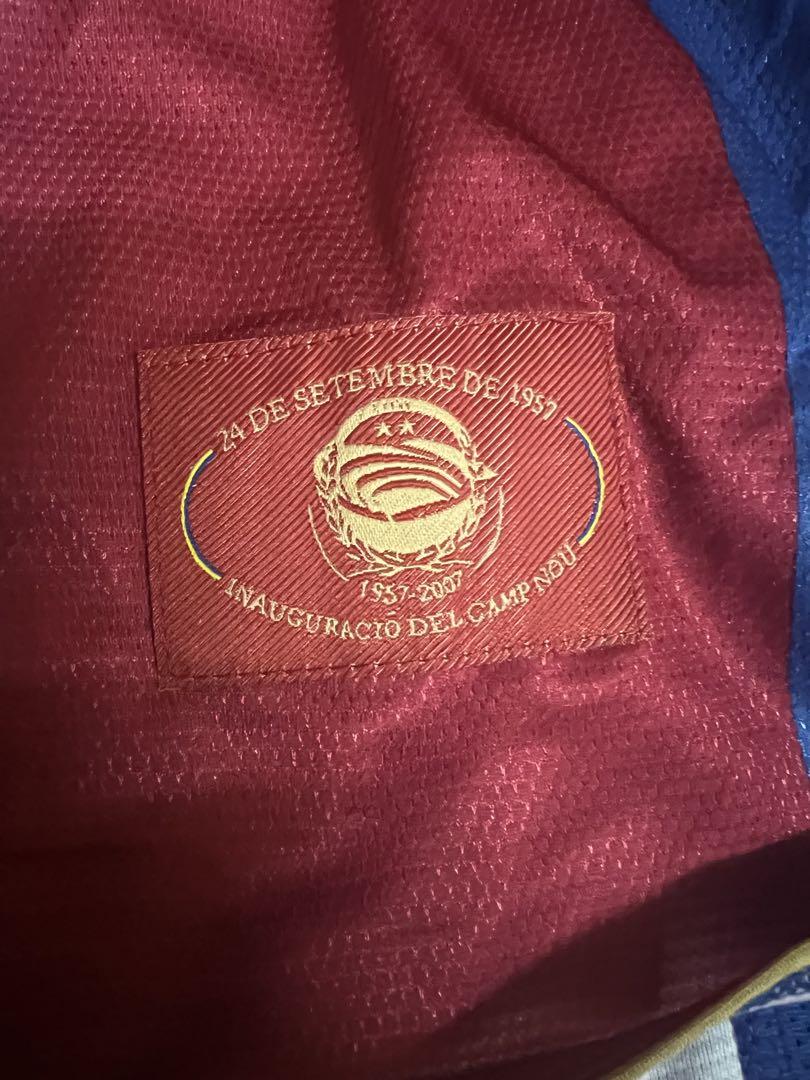 24 DE SETEMBRE DE 1957
1957-2007
INAUGURACIÓ DEL CAMP NOU